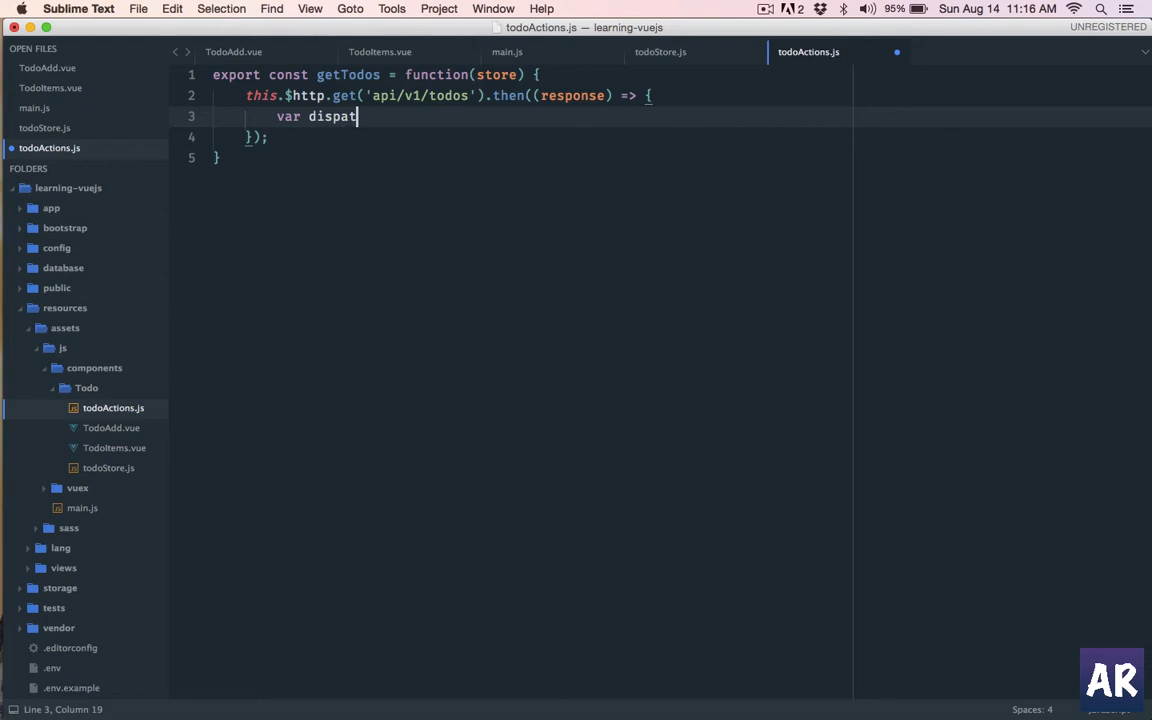 Sublime Text File Edit Selection Find View Goto Tools Project Window Help 2 95% Sun Aug 14 11:16 AM
todoActions.js — learning-vuejs UNREGISTERED
OPEN FILES
TodoAdd.vue
TodoItems.vue
main.js
todoStore.js
todoActions.js
FOLDERS
learning-vuejs
app
bootstrap
config
database
public
resources
assets
js
components
Todo
todoActions.js
TodoAdd.vue
TodoItems.vue
todoStore.js
vuex
main.js
sass
lang
views
storage
tests
vendor
.editorconfig
.env
.env.example
TodoAdd.vue TodoItems.vue main.js todoStore.js todoActions.js
1 export const getTodos = function(store) {
2 this.$http.get('api/v1/todos').then((response) => {
3 var dispat
4 });
5 }
Line 3, Column 19 Spaces: 4 JavaScript
AR